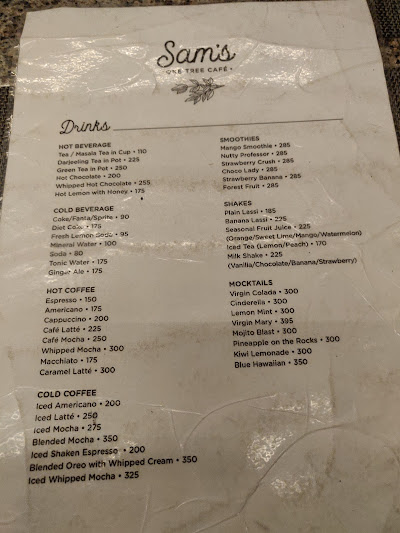 Sam's
ONE TREE CAFÉ
Drinks
HOT BEVERAGE
Tea / Masala Tea in Cup • 110
Darjeeling Tea in Pot • 225
Green Tea in Pot • 250
Hot Chocolate • 200
Whipped Hot Chocolate • 255
Hot Lemon with Honey • 175
COLD BEVERAGE
Coke/Fanta/Sprite • 90
Diet Coke • 175
Fresh Lemon Soda • 95
Mineral Water • 100
Soda • 80
Tonic Water • 175
Ginger Ale • 175
HOT COFFEE
Espresso • 150
Americano • 175
Cappuccino • 200
Café Latté • 225
Café Mocha • 250
Whipped Mocha • 300
Macchiato • 175
Caramel Latté • 300
COLD COFFEE
Iced Americano • 200
Iced Latté • 250
Iced Mocha • 275
Blended Mocha • 350
Iced Shaken Espresso • 200
Blended Oreo with Whipped Cream • 350
Iced Whipped Mocha • 325
SMOOTHIES
Mango Smoothie • 285
Nutty Professor • 285
Strawberry Crush • 285
Choco Lady • 285
Strawberry Banana • 285
Forest Fruit • 285
SHAKES
Plain Lassi • 185
Banana Lassi • 225
Seasonal Fruit Juice • 225
(Orange/Sweet Lime/Mango/Watermelon)
Iced Tea (Lemon/Peach) • 170
Milk Shake • 225
(Vanilla/Chocolate/Banana/Strawberry)
MOCKTAILS
Virgin Colada • 300
Cinderella • 300
Lemon Mint • 300
Virgin Mary • 395
Mojito Blast • 300
Pineapple on the Rocks • 300
Kiwi Lemonade • 300
Blue Hawaiian • 350